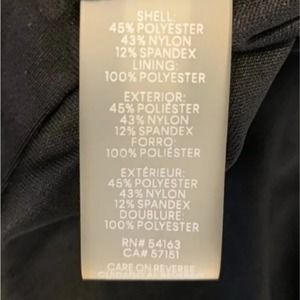 SHELL:
45% POLYESTER
43% NYLON
12% SPANDEX
LINING:
100% POLYESTER
EXTERIOR:
45% POLIÉSTER
43% NYLON
12% SPANDEX
FORRO:
100% POLIÉSTER
EXTÉRIEUR:
45% POLYESTER
43% NYLON
12% SPANDEX
DOUBLURE:
100% POLYESTER
RN# 54163
CA# 57151
CARE ON REVERSE